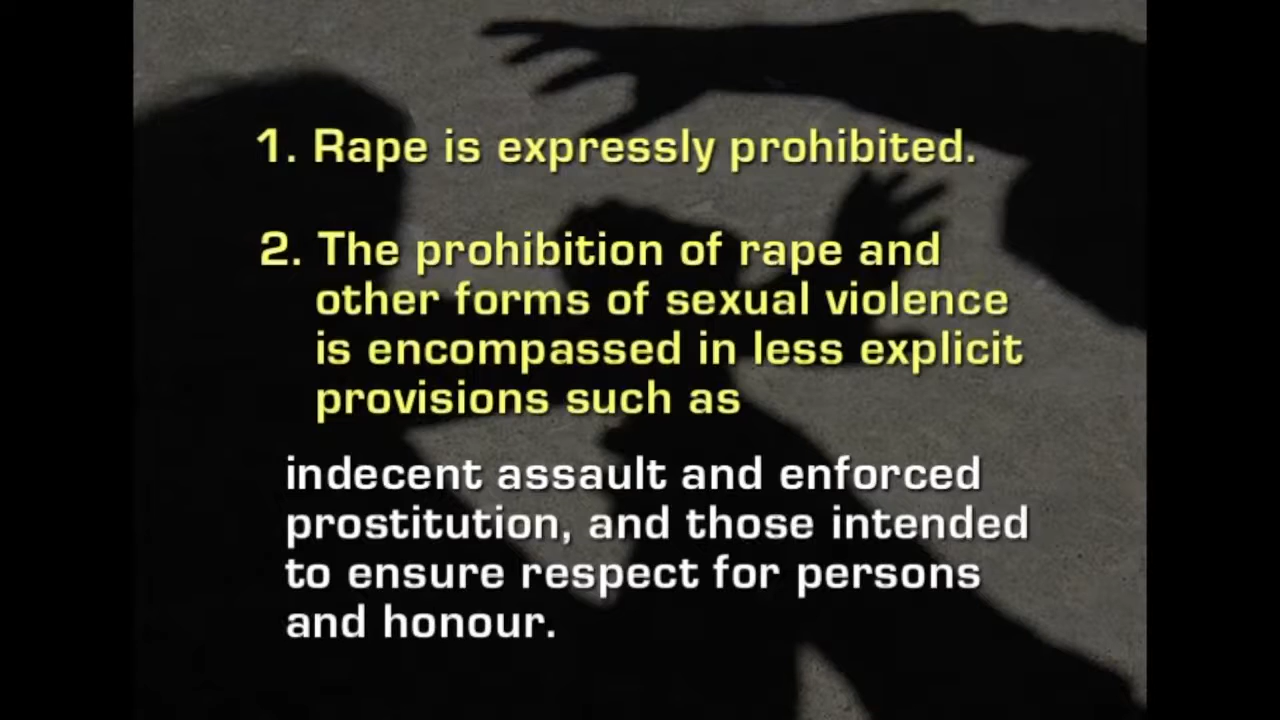 1. Rape is expressly prohibited.
2. The prohibition of rape and
other forms of sexual violence
is encompassed in less explicit
provisions such as
indecent assault and enforced
prostitution, and those intended
to ensure respect for persons
and honour.